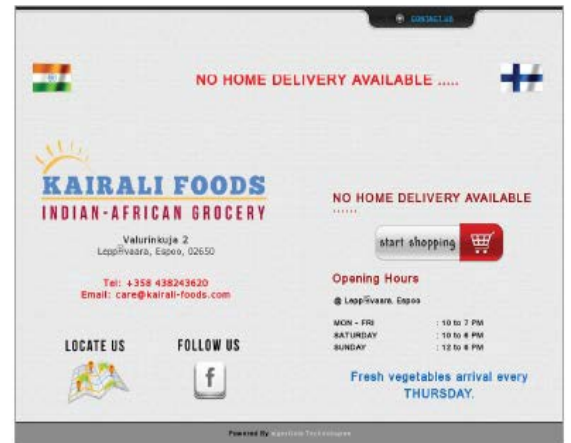 CONTACT US
NO HOME DELIVERY AVAILABLE .....
KAIRALI FOODS
INDIAN-AFRICAN GROCERY
Valurinkuja 2
Espoo, 02650
Tel: +358 438243620
Email: care@kairali-foods.com
LOCATE US
FOLLOW US
f
NO HOME DELIVERY AVAILABLE
......
start shopping
Opening Hours
@ Espoo
MON - FRI : 10 to 7 PM
SATURDAY : 10 to 6 PM
SUNDAY : 12 to 6 PM
Fresh vegetables arrival every
THURSDAY.
Powered By